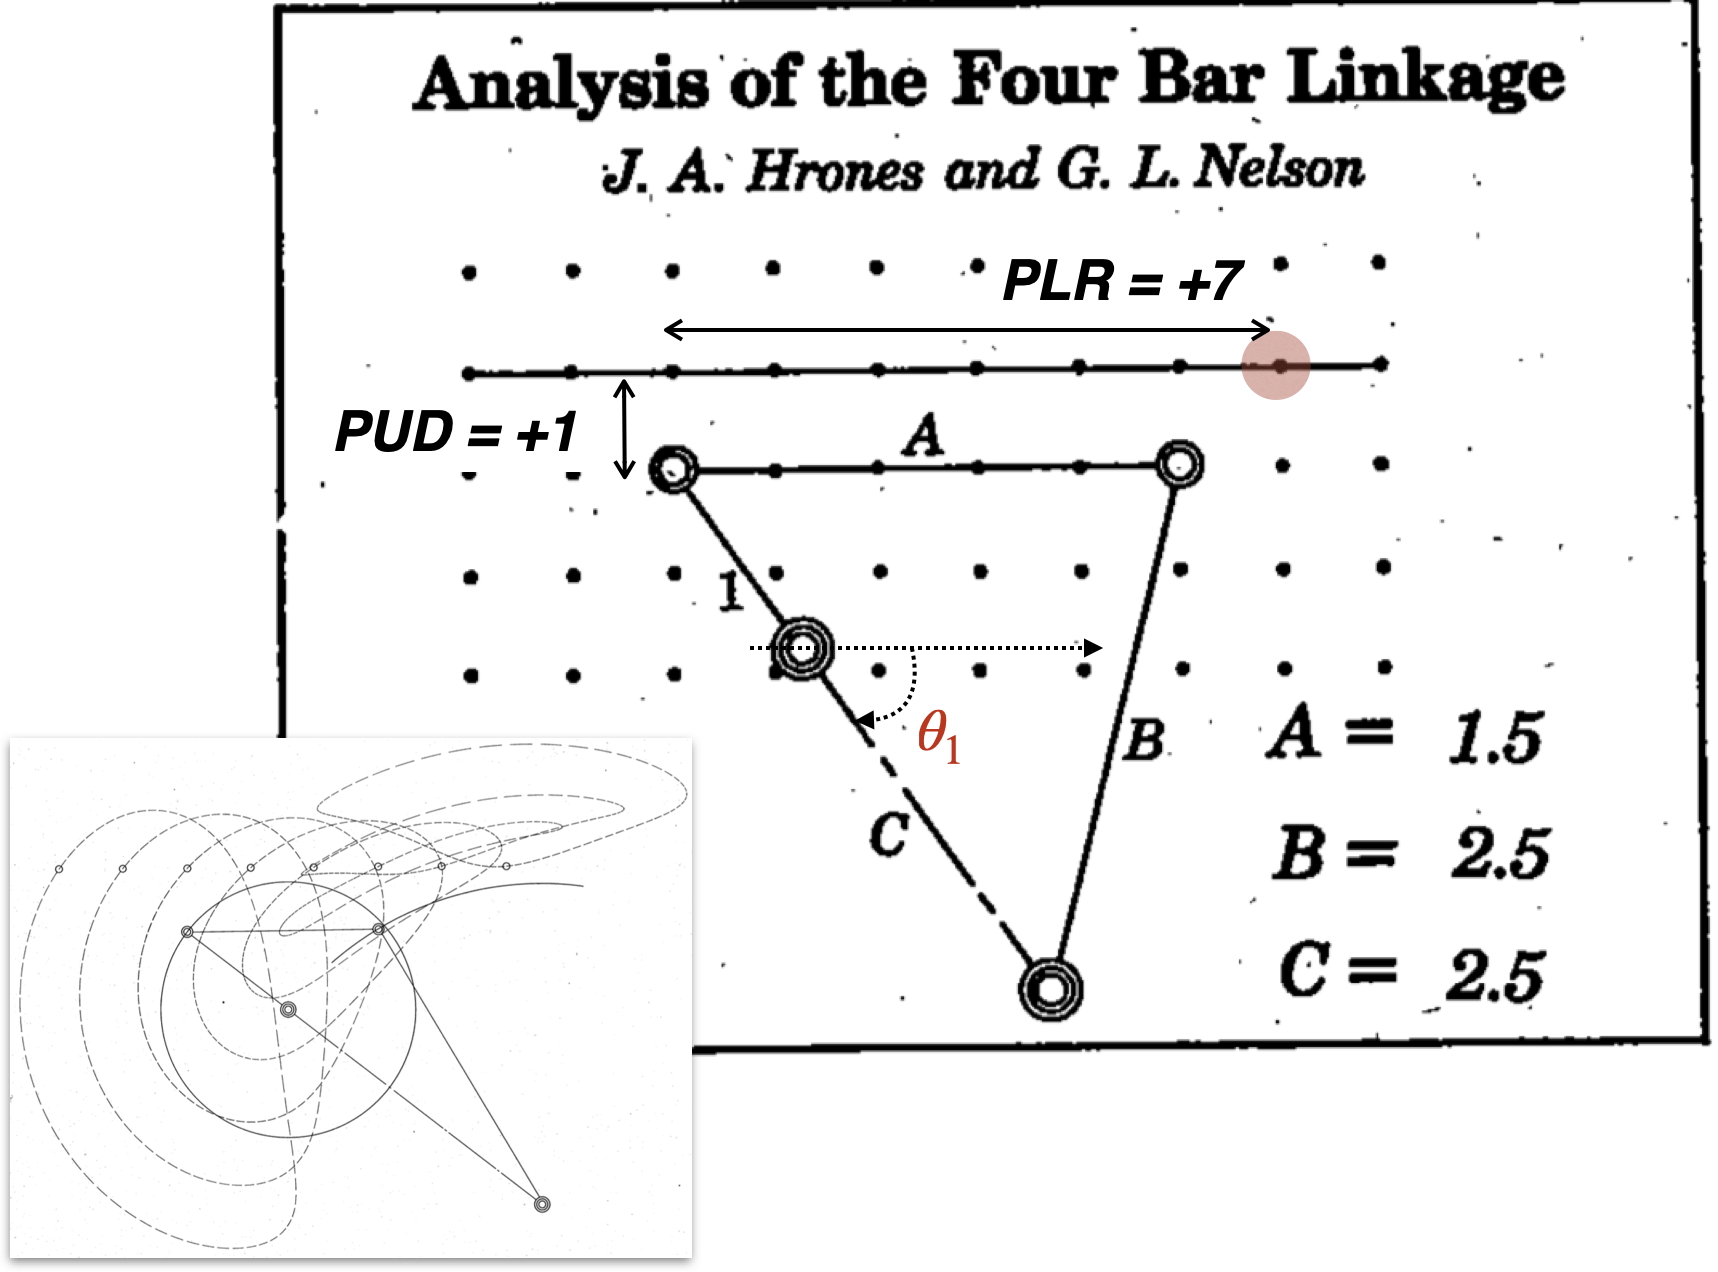 Analysis of the Four Bar Linkage
J. A. Hrones and G. L. Nelson
PLR = +7
PUD = +1
A
1
θ1
B
C
A = 1.5
B = 2.5
C = 2.5